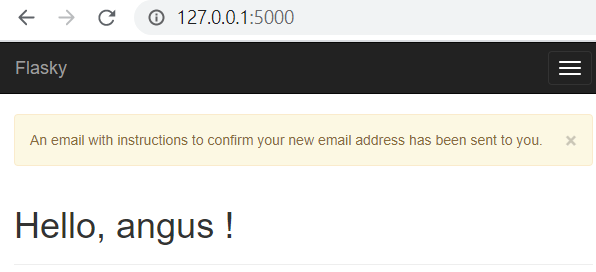 127.0.0.1:5000
Flasky
An email with instructions to confirm your new email address has been sent to you. ×
Hello, angus !